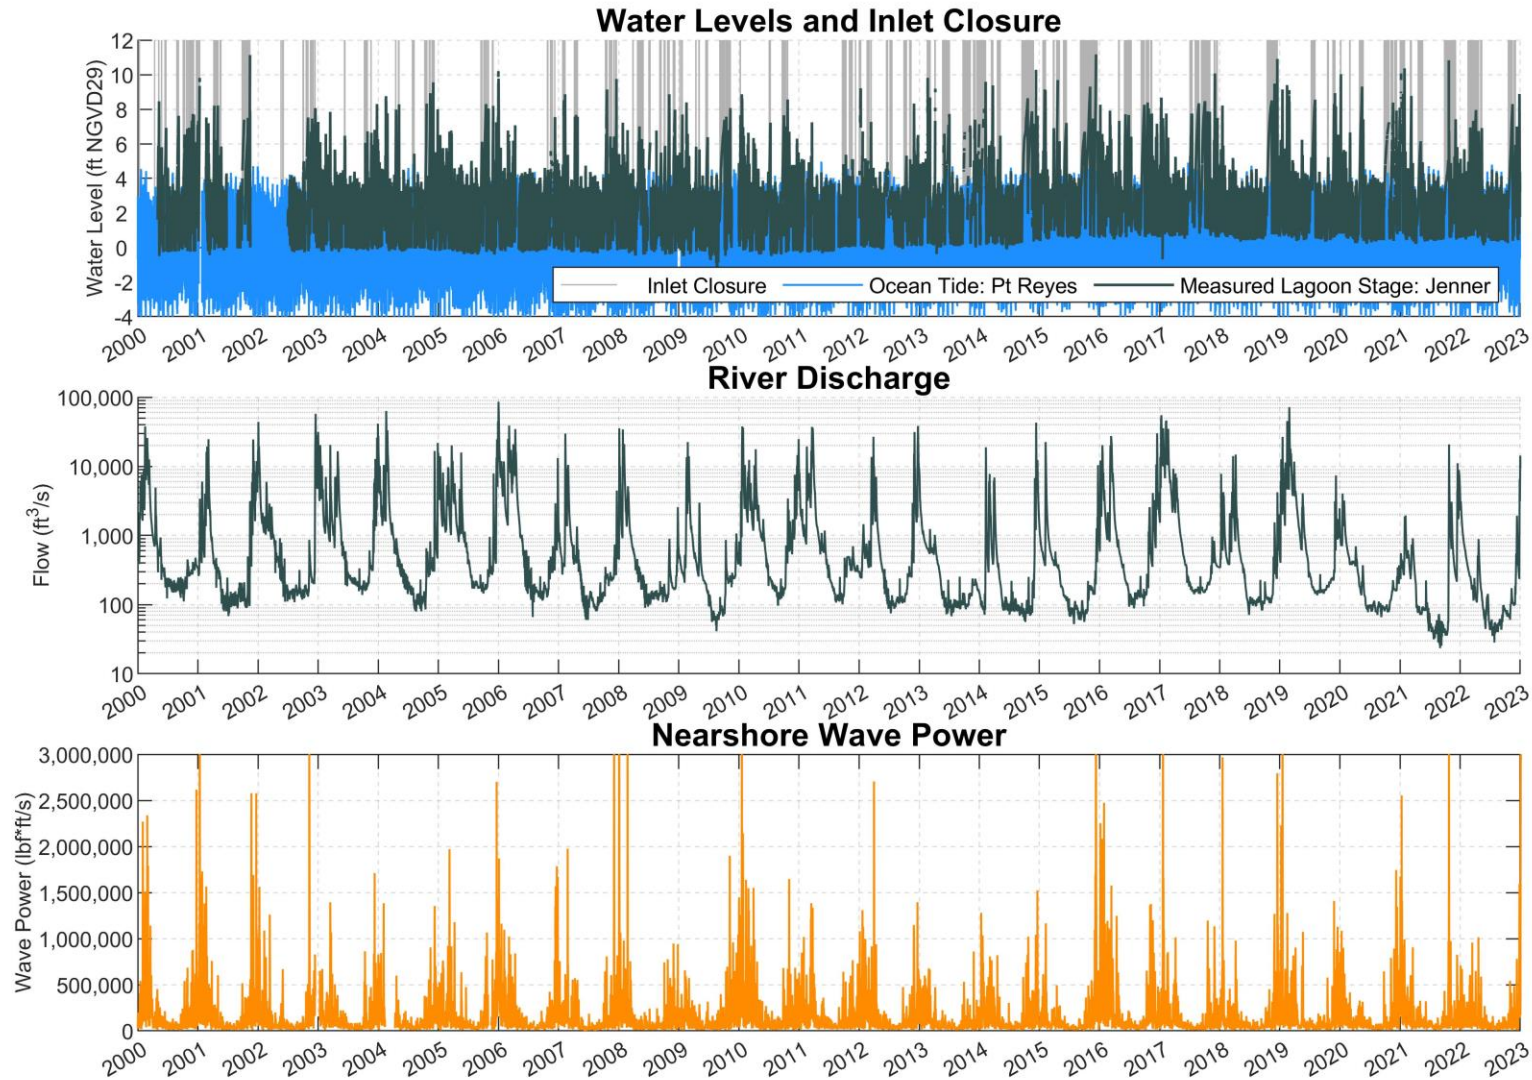 Water Levels and Inlet Closure
Water Level (ft NGVD29)
12
10
8
6
4
2
0
-2
-4
Inlet Closure Ocean Tide: Pt Reyes Measured Lagoon Stage: Jenner
2000 2001 2002 2003 2004 2005 2006 2007 2008 2009 2010 2011 2012 2013 2014 2015 2016 2017 2018 2019 2020 2021 2022 2023
River Discharge
Flow (ft³/s)
100,000
10,000
1,000
100
10
2000 2001 2002 2003 2004 2005 2006 2007 2008 2009 2010 2011 2012 2013 2014 2015 2016 2017 2018 2019 2020 2021 2022 2023
Nearshore Wave Power
Wave Power (lbf*ft/s)
3,000,000
2,500,000
2,000,000
1,500,000
1,000,000
500,000
0
2000 2001 2002 2003 2004 2005 2006 2007 2008 2009 2010 2011 2012 2013 2014 2015 2016 2017 2018 2019 2020 2021 2022 2023